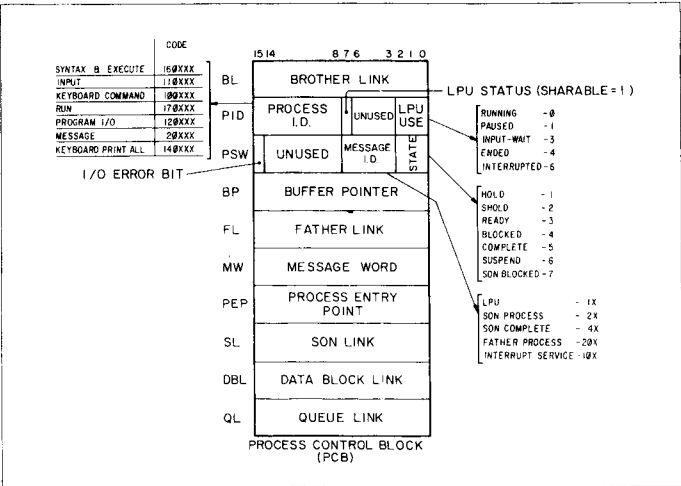 CODE
SYNTAX & EXECUTE 160XXX
INPUT 110XXX
KEYBOARD COMMAND 100XXX
RUN 170XXX
PROGRAM I/O 120XXX
MESSAGE 20XXX
KEYBOARD PRINT ALL 140XXX
I/O ERROR BIT
15 14 8 7 6 3 2 1 0
BL BROTHER LINK
PID PROCESS I.D. UNUSED LPU USE
PSW UNUSED MESSAGE I.D. STATE
BP BUFFER POINTER
FL FATHER LINK
MW MESSAGE WORD
PEP PROCESS ENTRY POINT
SL SON LINK
DBL DATA BLOCK LINK
QL QUEUE LINK
PROCESS CONTROL BLOCK
(PCB)
LPU STATUS (SHARABLE = 1)
RUNNING -0
PAUSED -1
INPUT-WAIT -3
ENDED -4
INTERRUPTED-6
HOLD - 1
SHOLD - 2
READY - 3
BLOCKED - 4
COMPLETE - 5
SUSPEND - 6
SON BLOCKED - 7
LPU - 1X
SON PROCESS - 2X
SON COMPLETE - 4X
FATHER PROCESS -20X
INTERRUPT SERVICE -10X